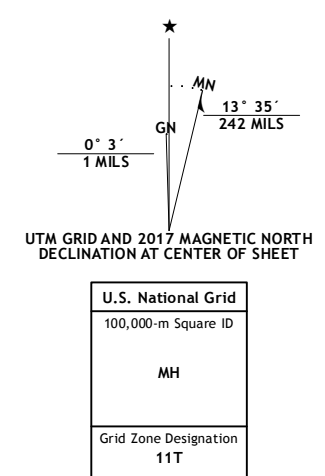 ★
MN
13° 35´
242 MILS
GN
0° 3´
1 MILS
UTM GRID AND 2017 MAGNETIC NORTH
DECLINATION AT CENTER OF SHEET
U.S. National Grid
100,000-m Square ID
MH
Grid Zone Designation
11T